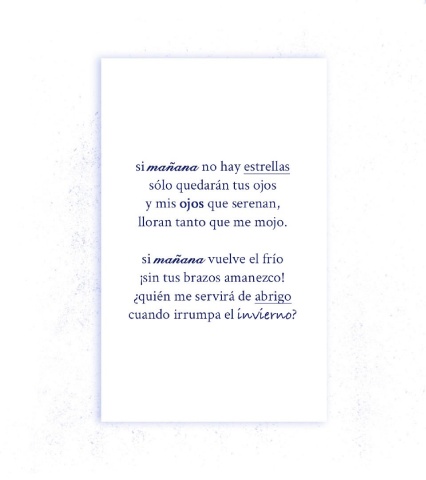 si mañana no hay estrellas
sólo quedarán tus ojos
y mis ojos que serenan,
lloran tanto que me mojo.
si mañana vuelve el frío
¡sin tus brazos amanezco!
¿quién me servirá de abrigo
cuando irrumpa el invierno?